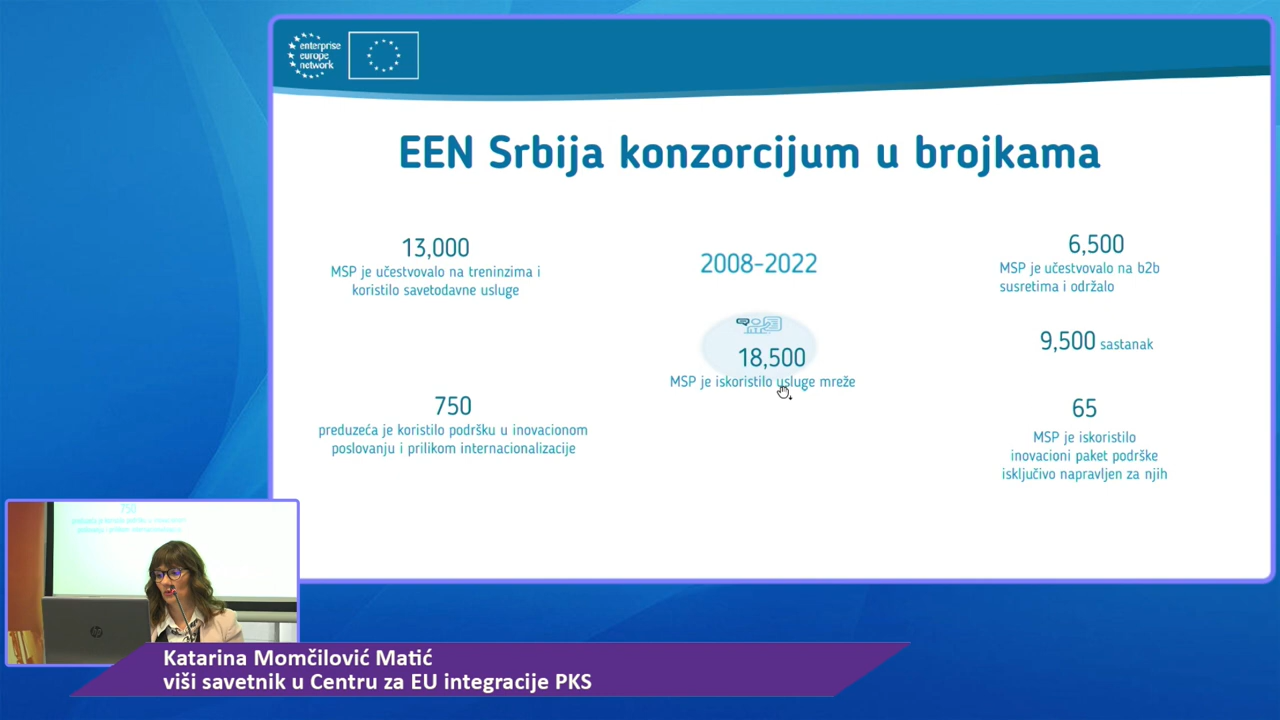 enterprise
europe
network
EEN Srbija konzorcijum u brojkama
13,000
MSP je učestvovalo na treninzima i
koristilo savetodavne usluge
750
preduzeća je koristilo podršku u inovacionom
poslovanju i prilikom internacionalizacije
2008-2022
18,500
MSP je iskoristilo usluge mreže
6,500
MSP je učestvovalo na b2b
susretima i održalo
9,500 sastanak
65
MSP je iskoristilo
inovacioni paket podrške
isključivo napravljen za njih
750
Katarina Momčilović Matić
viši savetnik u Centru za EU integracije PKS